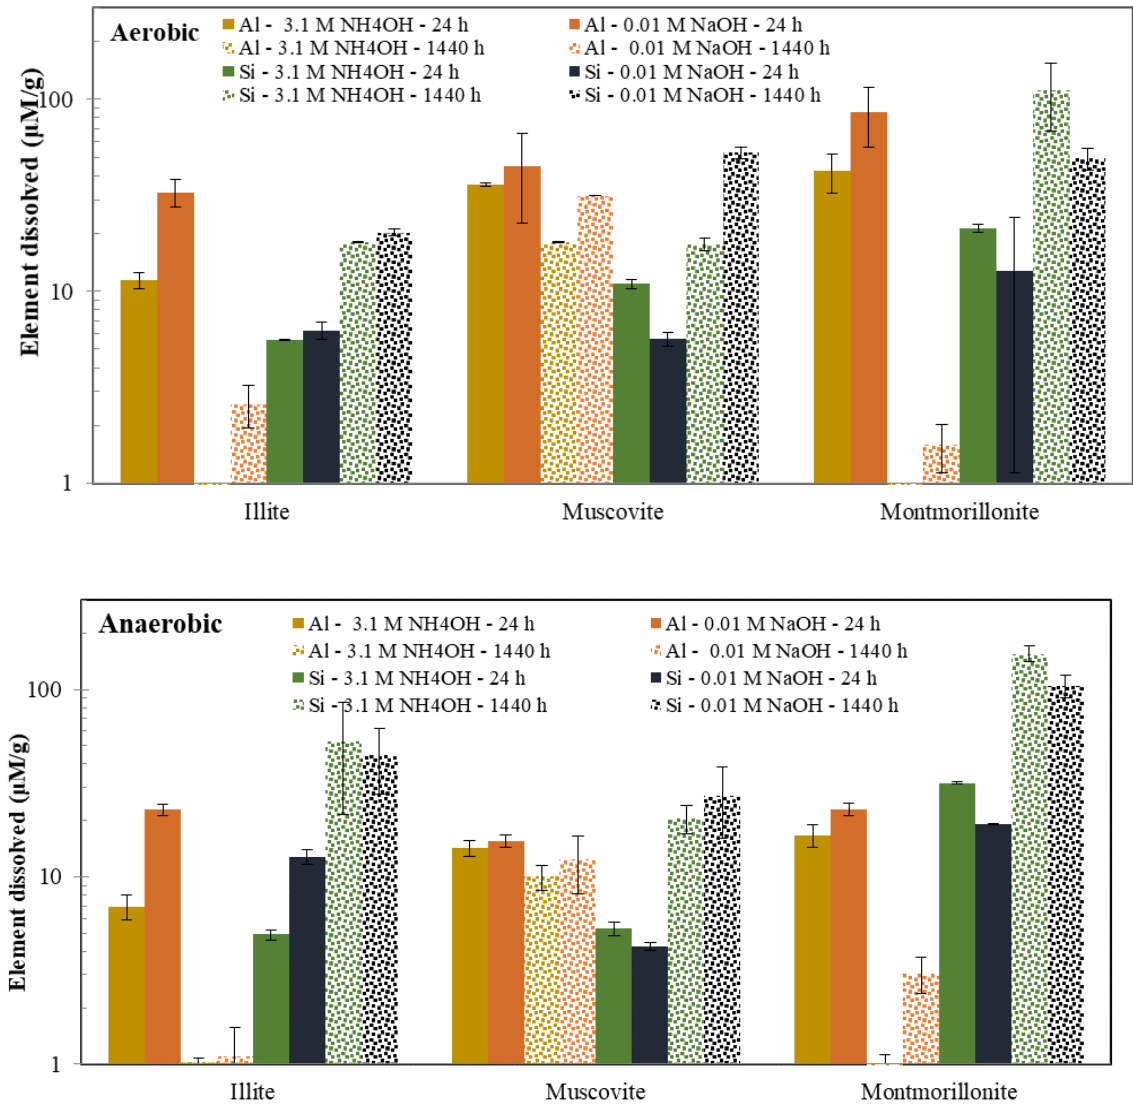 Aerobic
Al - 3.1 M NH4OH - 24 h
Al - 0.01 M NaOH - 24 h
Al - 3.1 M NH4OH - 1440 h
Al - 0.01 M NaOH - 1440 h
Si - 3.1 M NH4OH - 24 h
Si - 0.01 M NaOH - 24 h
Si - 3.1 M NH4OH - 1440 h
Si - 0.01 M NaOH - 1440 h
Element dissolved (µM/g)
100
10
1
Illite
Muscovite
Montmorillonite
Anaerobic
Al - 3.1 M NH4OH - 24 h
Al - 0.01 M NaOH - 24 h
Al - 3.1 M NH4OH - 1440 h
Al - 0.01 M NaOH - 1440 h
Si - 3.1 M NH4OH - 24 h
Si - 0.01 M NaOH - 24 h
Si - 3.1 M NH4OH - 1440 h
Si - 0.01 M NaOH - 1440 h
Element dissolved (µM/g)
100
10
1
Illite
Muscovite
Montmorillonite